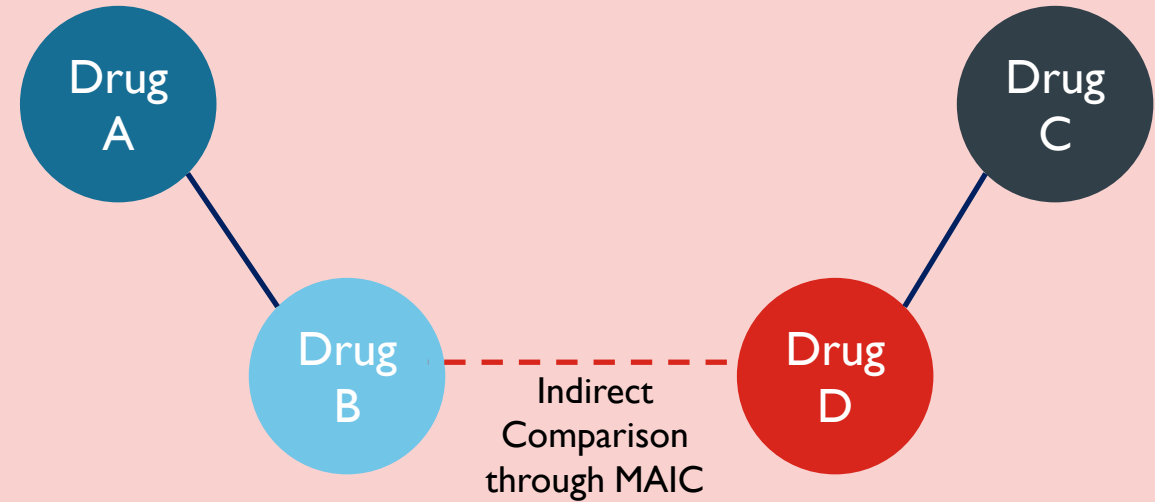 Drug
A
Drug
C
Drug
B
Drug
D
Indirect
Comparison
through MAIC